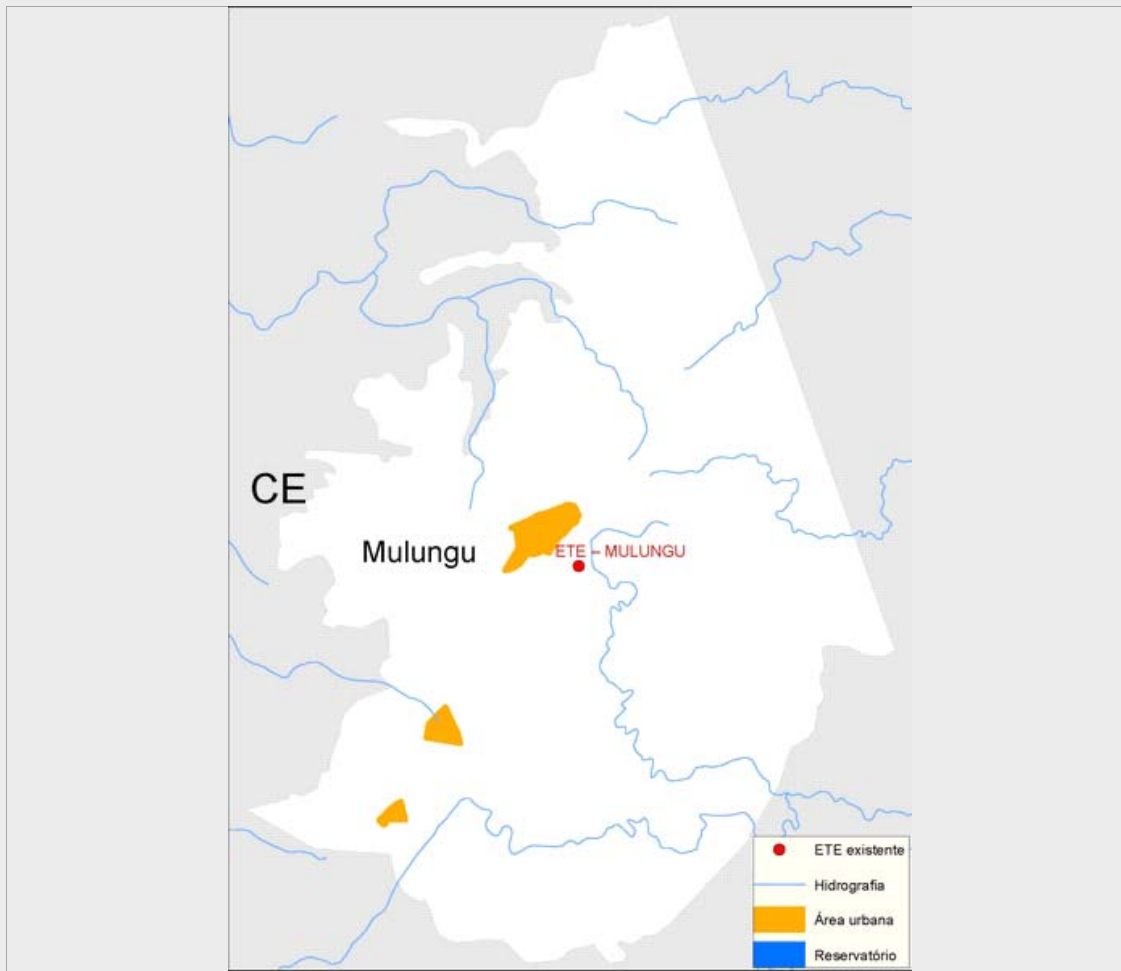 CE
Mulungu
ETE – MULUNGU
ETE existente
Hidrografia
Área urbana
Reservatório